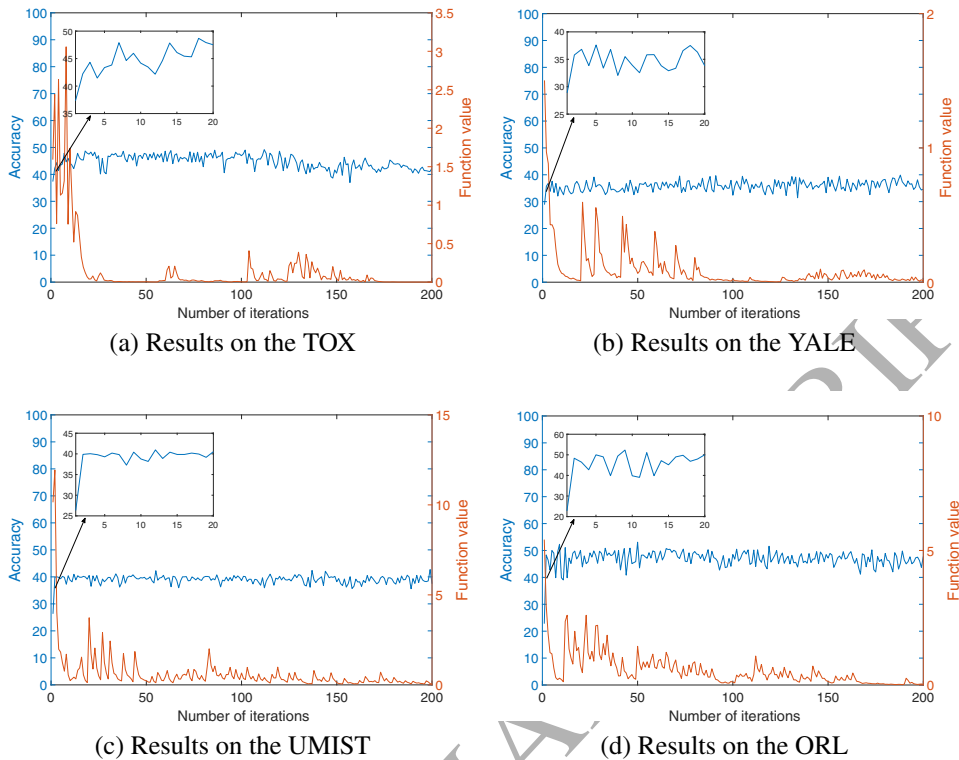 100 90 80 70 60 50 40 30 20 10 0
Accuracy
50 45 40 35
5 10 15 20
3.5 3 2.5 2 1.5 1 0.5 0
Function value
0 50 100 150 200
Number of iterations
(a) Results on the TOX
100 90 80 70 60 50 40 30 20 10 0
Accuracy
40 35 30 25
5 10 15 20
2 1 0
Function value
0 50 100 150 200
Number of iterations
(b) Results on the YALE
100 90 80 70 60 50 40 30 20 10 0
Accuracy
45 40 35 30 25
5 10 15 20
15 10 5 0
Function value
0 50 100 150 200
Number of iterations
(c) Results on the UMIST
100 90 80 70 60 50 40 30 20 10 0
Accuracy
60 50 40 30 20
5 10 15 20
10 5 0
Function value
0 50 100 150 200
Number of iterations
(d) Results on the ORL